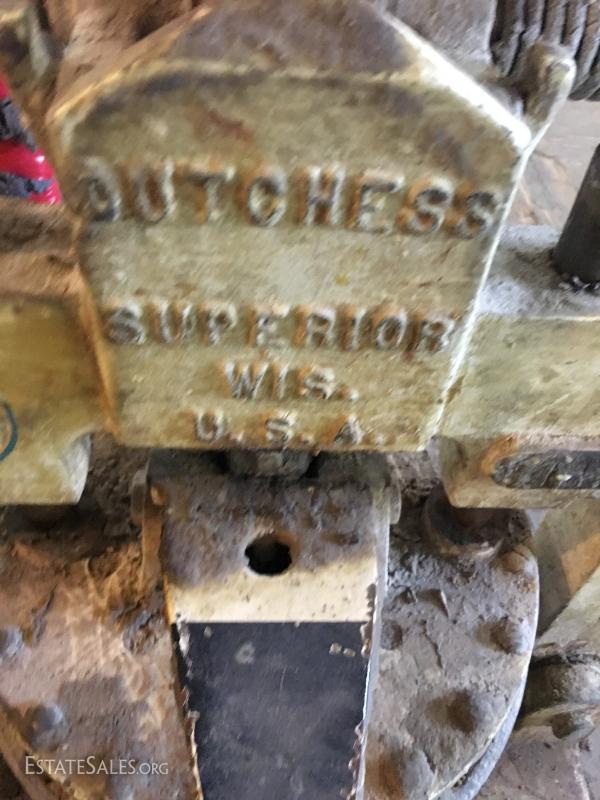 DUTCHESS
SUPERIOR
WIS.
U.S.A.
ESTATESALES.ORG